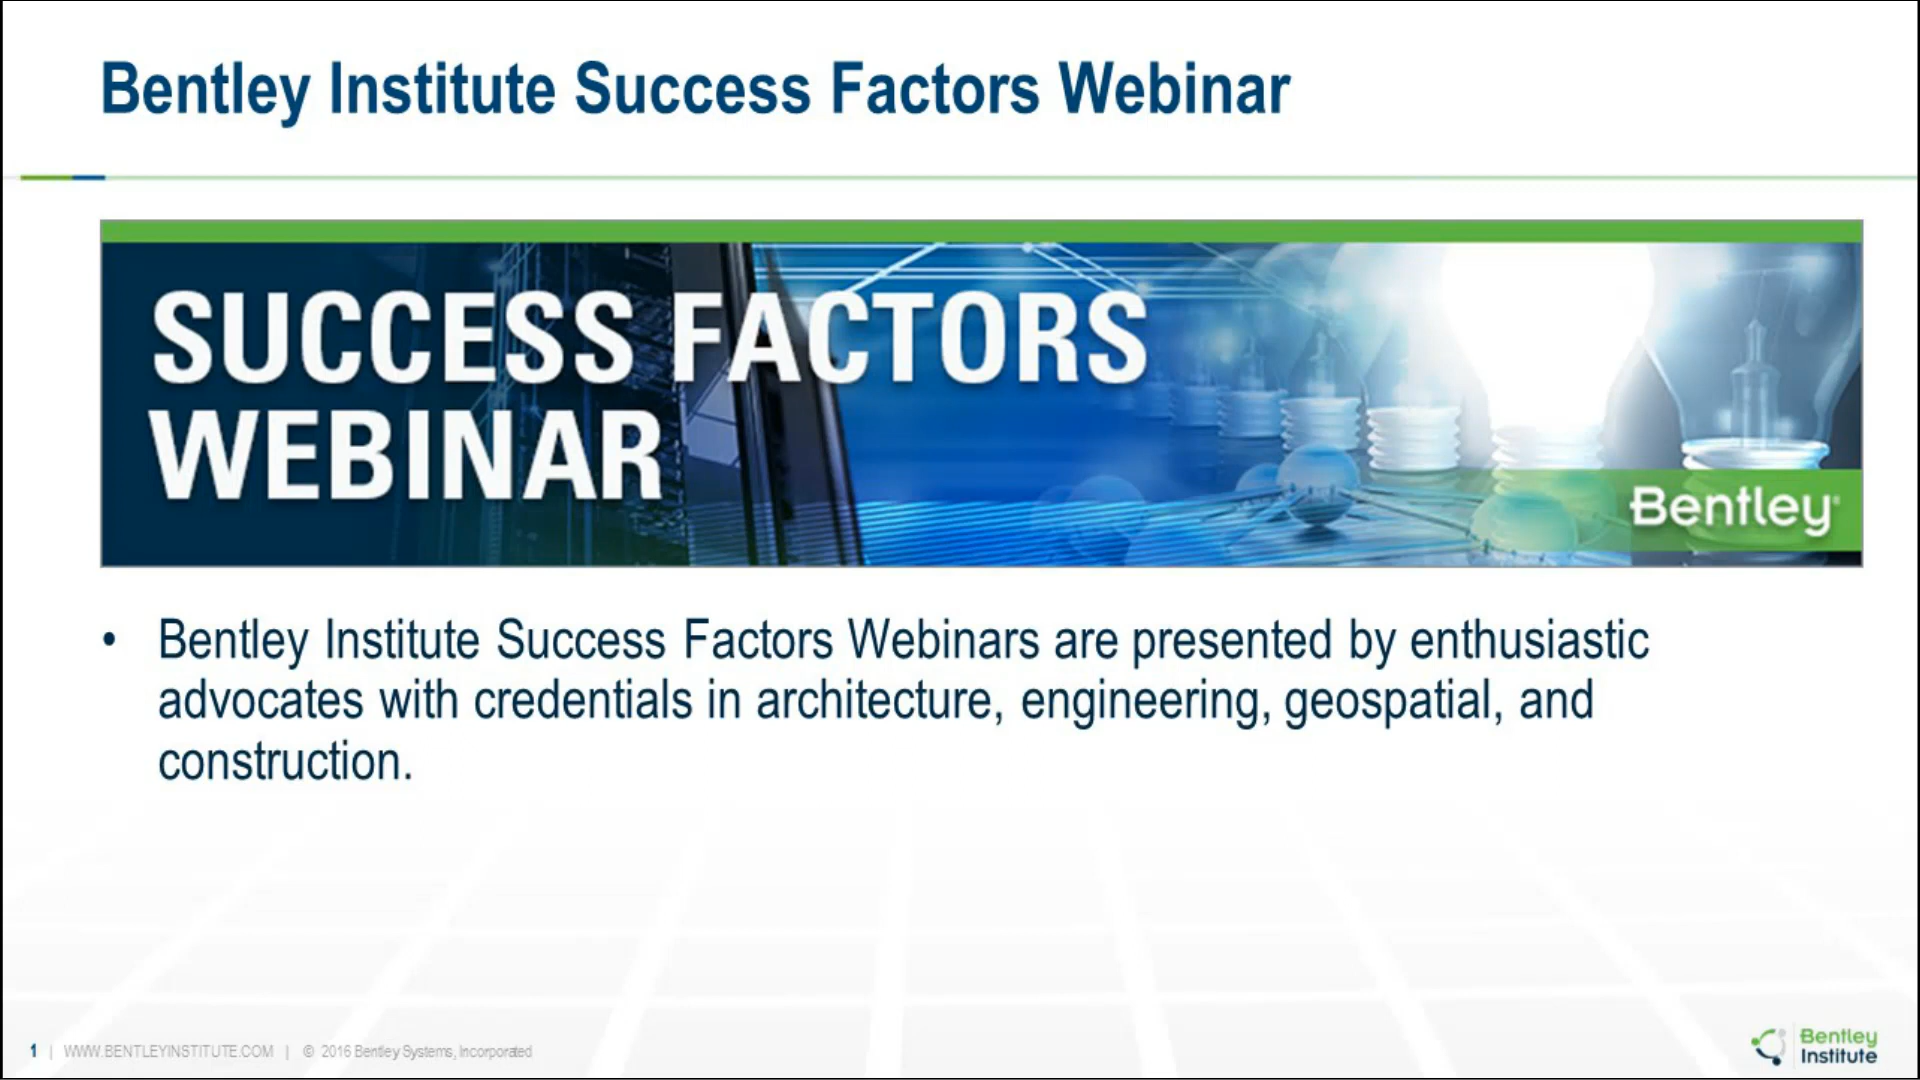 Bentley Institute Success Factors Webinar
SUCCESS FACTORS
WEBINAR
Bentley®
• Bentley Institute Success Factors Webinars are presented by enthusiastic
advocates with credentials in architecture, engineering, geospatial, and
construction.
1 | WWW.BENTLEYINSTITUTE.COM | © 2016 Bentley Systems, Incorporated
Bentley
Institute